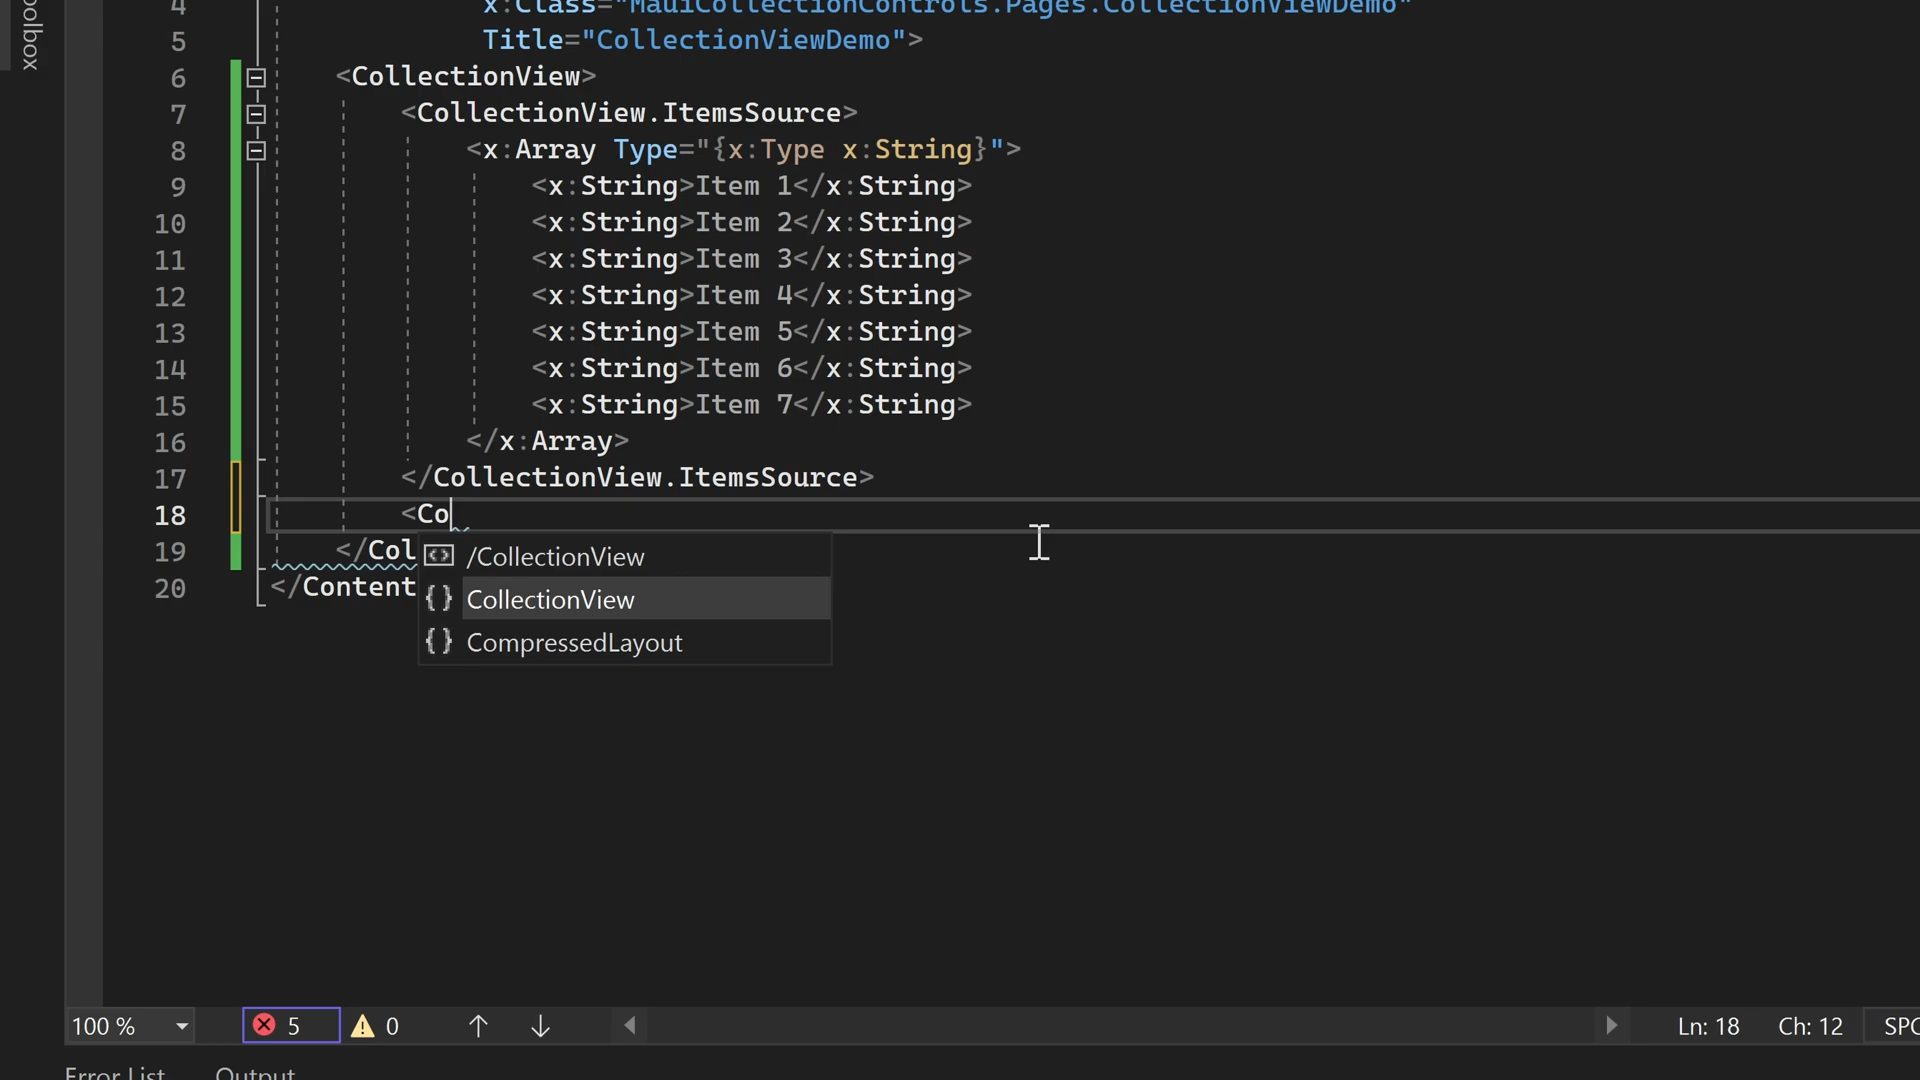 oolbox
4 x:Class="MauiCollectionControls.Pages.CollectionViewDemo"
5 Title="CollectionViewDemo">
6 <CollectionView>
7 <CollectionView.ItemsSource>
8 <x:Array Type="{x:Type x:String}">
9 <x:String>Item 1</x:String>
10 <x:String>Item 2</x:String>
11 <x:String>Item 3</x:String>
12 <x:String>Item 4</x:String>
13 <x:String>Item 5</x:String>
14 <x:String>Item 6</x:String>
15 <x:String>Item 7</x:String>
16 </x:Array>
17 </CollectionView.ItemsSource>
18 <Co
19 </Col
/CollectionView
CollectionView
20 </Content
CompressedLayout
100 % 5 0 Ln: 18 Ch: 12 SPC
Error List Output